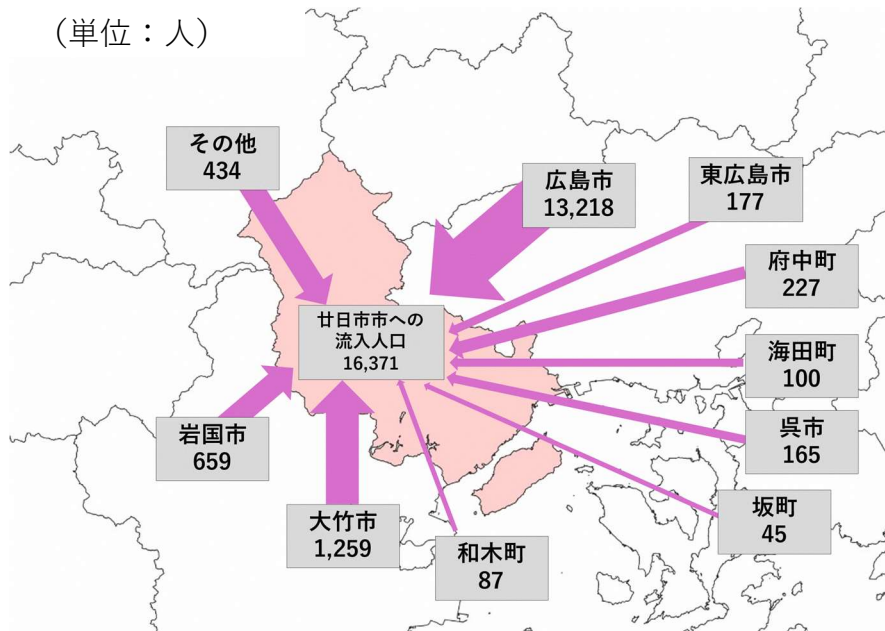 （単位：人）
その他
434
広島市
13,218
東広島市
177
府中町
227
廿日市市への
流入人口
16,371
海田町
100
岩国市
659
呉市
165
大竹市
1,259
坂町
45
和木町
87